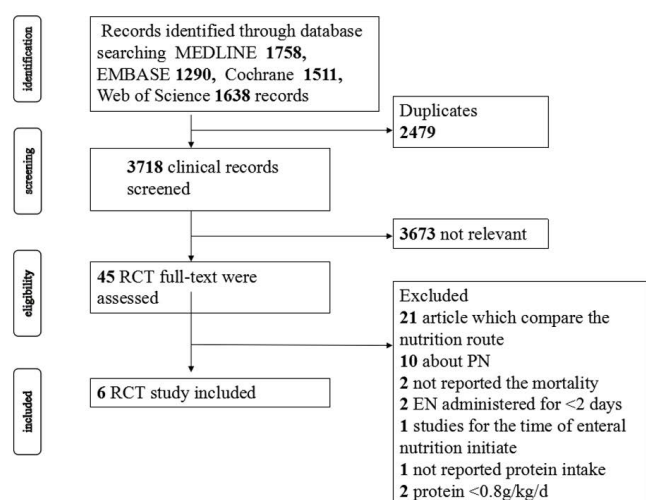 identification
Records identified through database
searching MEDLINE 1758,
EMBASE 1290, Cochrane 1511,
Web of Science 1638 records
Duplicates
2479
screening
3718 clinical records
screened
3673 not relevant
eligibility
45 RCT full-text were
assessed
Excluded
21 article which compare the
nutrition route
10 about PN
2 not reported the mortality
2 EN administered for <2 days
1 studies for the time of enteral
nutrition initiate
1 not reported protein intake
2 protein <0.8g/kg/d
included
6 RCT study included